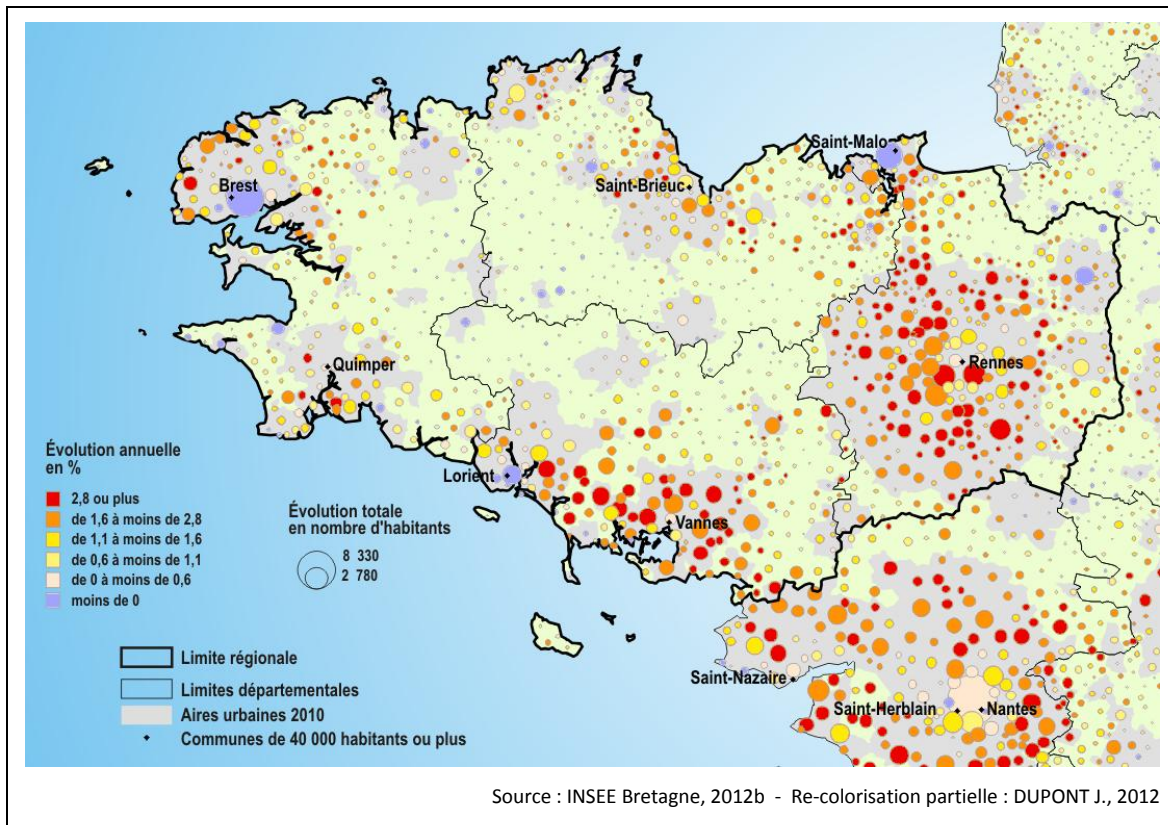 Saint-Malo
Brest
Saint-Brieuc
Quimper
Rennes
Lorient
Vannes
Saint-Nazaire
Saint-Herblain
Nantes
Évolution annuelle
en %
2,8 ou plus
de 1,6 à moins de 2,8
de 1,1 à moins de 1,6
de 0,6 à moins de 1,1
de 0 à moins de 0,6
moins de 0
Évolution totale
en nombre d'habitants
8 330
2 780
Limite régionale
Limites départementales
Aires urbaines 2010
Communes de 40 000 habitants ou plus
Source : INSEE Bretagne, 2012b - Re-colorisation partielle : DUPONT J., 2012